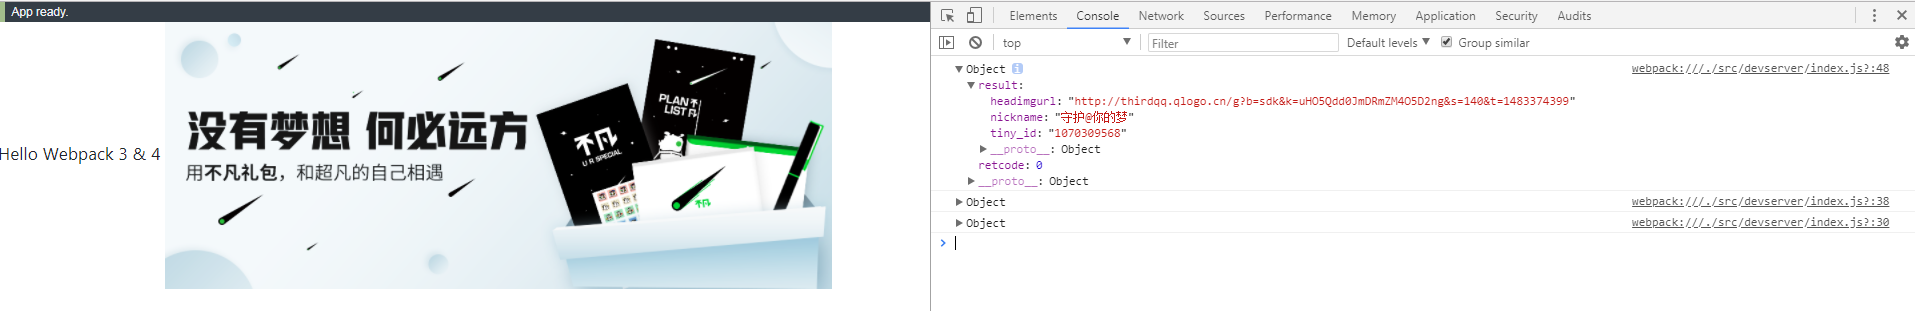 App ready.
Hello Webpack 3 & 4
没有梦想 何必远方
用不凡礼包，和超凡的自己相遇
PLAN
LIST
不凡
U R SPECIAL
不凡
Elements Console Network Sources Performance Memory Application Security Audits
top Filter Default levels Group similar
Object webpack:///./src/devserver/index.js?:48
result:
headimgurl: "http://thirdqq.qlogo.cn/g?b=sdk&k=uHO5Qdd0JmDRmZM4O5D2ng&s=140&t=1483374399"
nickname: "守护@你的梦"
tiny_id: "1070309568"
__proto__: Object
retcode: 0
__proto__: Object
Object webpack:///./src/devserver/index.js?:38
Object webpack:///./src/devserver/index.js?:30